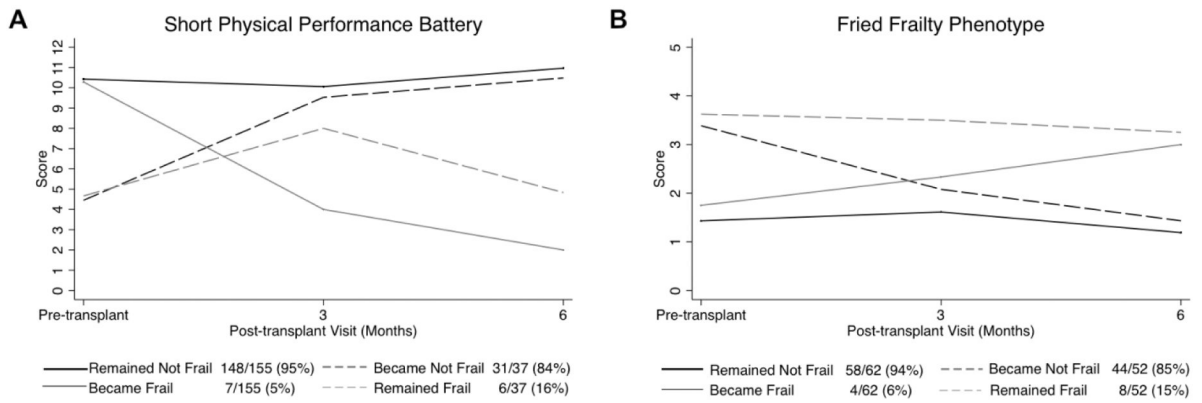 A
Short Physical Performance Battery
12
11
10
9
8
7
6
5
4
3
2
1
0
Score
Pre-transplant 3 6
Post-transplant Visit (Months)
Remained Not Frail 148/155 (95%) Became Not Frail 31/37 (84%)
Became Frail 7/155 (5%) Remained Frail 6/37 (16%)
B
Fried Frailty Phenotype
5
4
3
2
1
0
Score
Pre-transplant 3 6
Post-transplant Visit (Months)
Remained Not Frail 58/62 (94%) Became Not Frail 44/52 (85%)
Became Frail 4/62 (6%) Remained Frail 8/52 (15%)